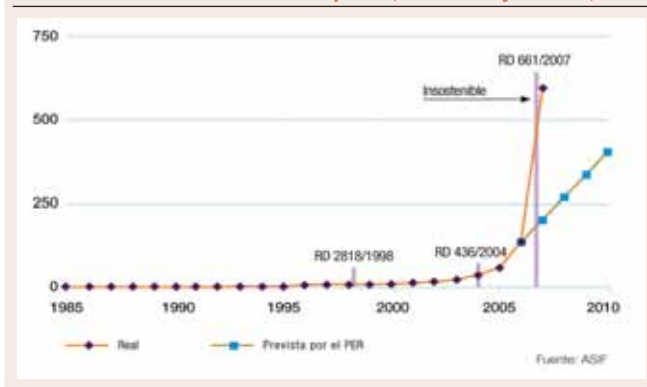 750
RD 661/2007
Insostenible
500
250
RD 2818/1998
RD 436/2004
0
1985 1990 1995 2000 2005 2010
Real Prevista por el PER
Fuente: ASIF